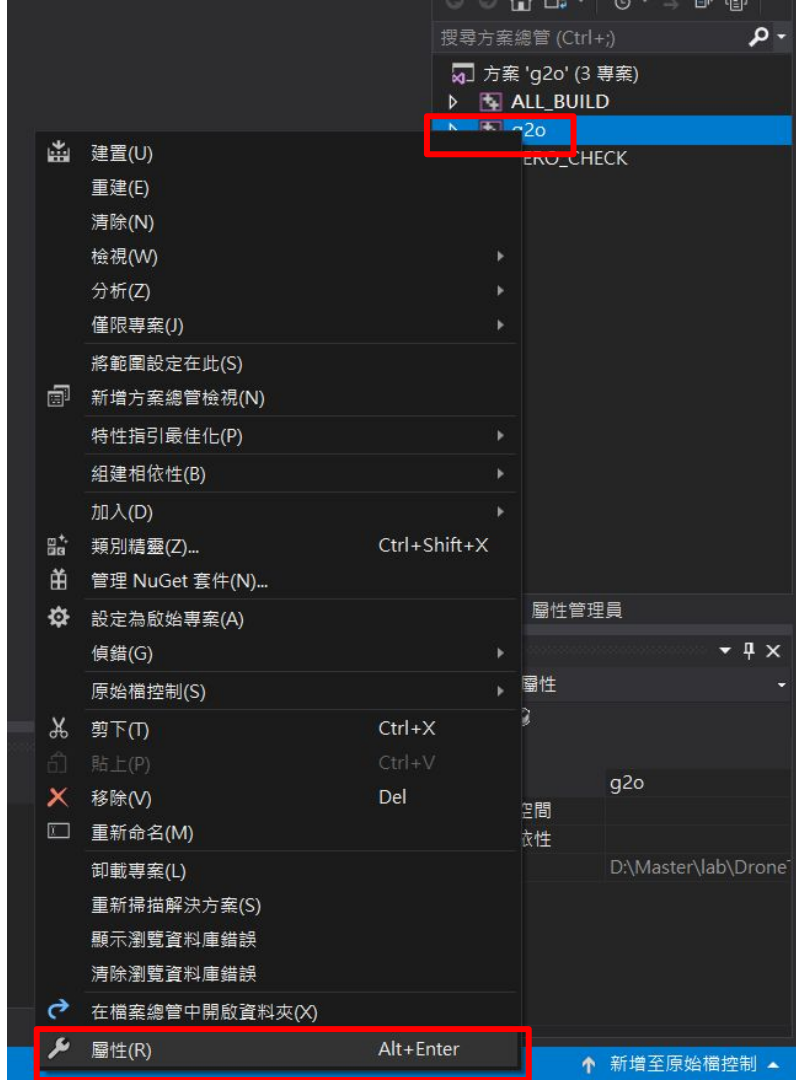 搜尋方案總管 (Ctrl+;)
方案 'g2o' (3 專案)
ALL_BUILD
g2o
ERO_CHECK
建置(U)
重建(E)
清除(N)
檢視(W)
分析(Z)
僅限專案(J)
將範圍設定在此(S)
新增方案總管檢視(N)
特性指引最佳化(P)
組建相依性(B)
加入(D)
類別精靈(Z)... Ctrl+Shift+X
管理 NuGet 套件(N)...
設定為啟始專案(A)
偵錯(G)
原始檔控制(S)
剪下(T) Ctrl+X
貼上(P) Ctrl+V
移除(V) Del
重新命名(M)
卸載專案(L)
重新掃描解決方案(S)
顯示瀏覽資料庫錯誤
清除瀏覽資料庫錯誤
在檔案總管中開啟資料夾(X)
屬性(R) Alt+Enter
屬性管理員
屬性
g2o
空間
依性
D:\Master\lab\Drone
新增至原始檔控制